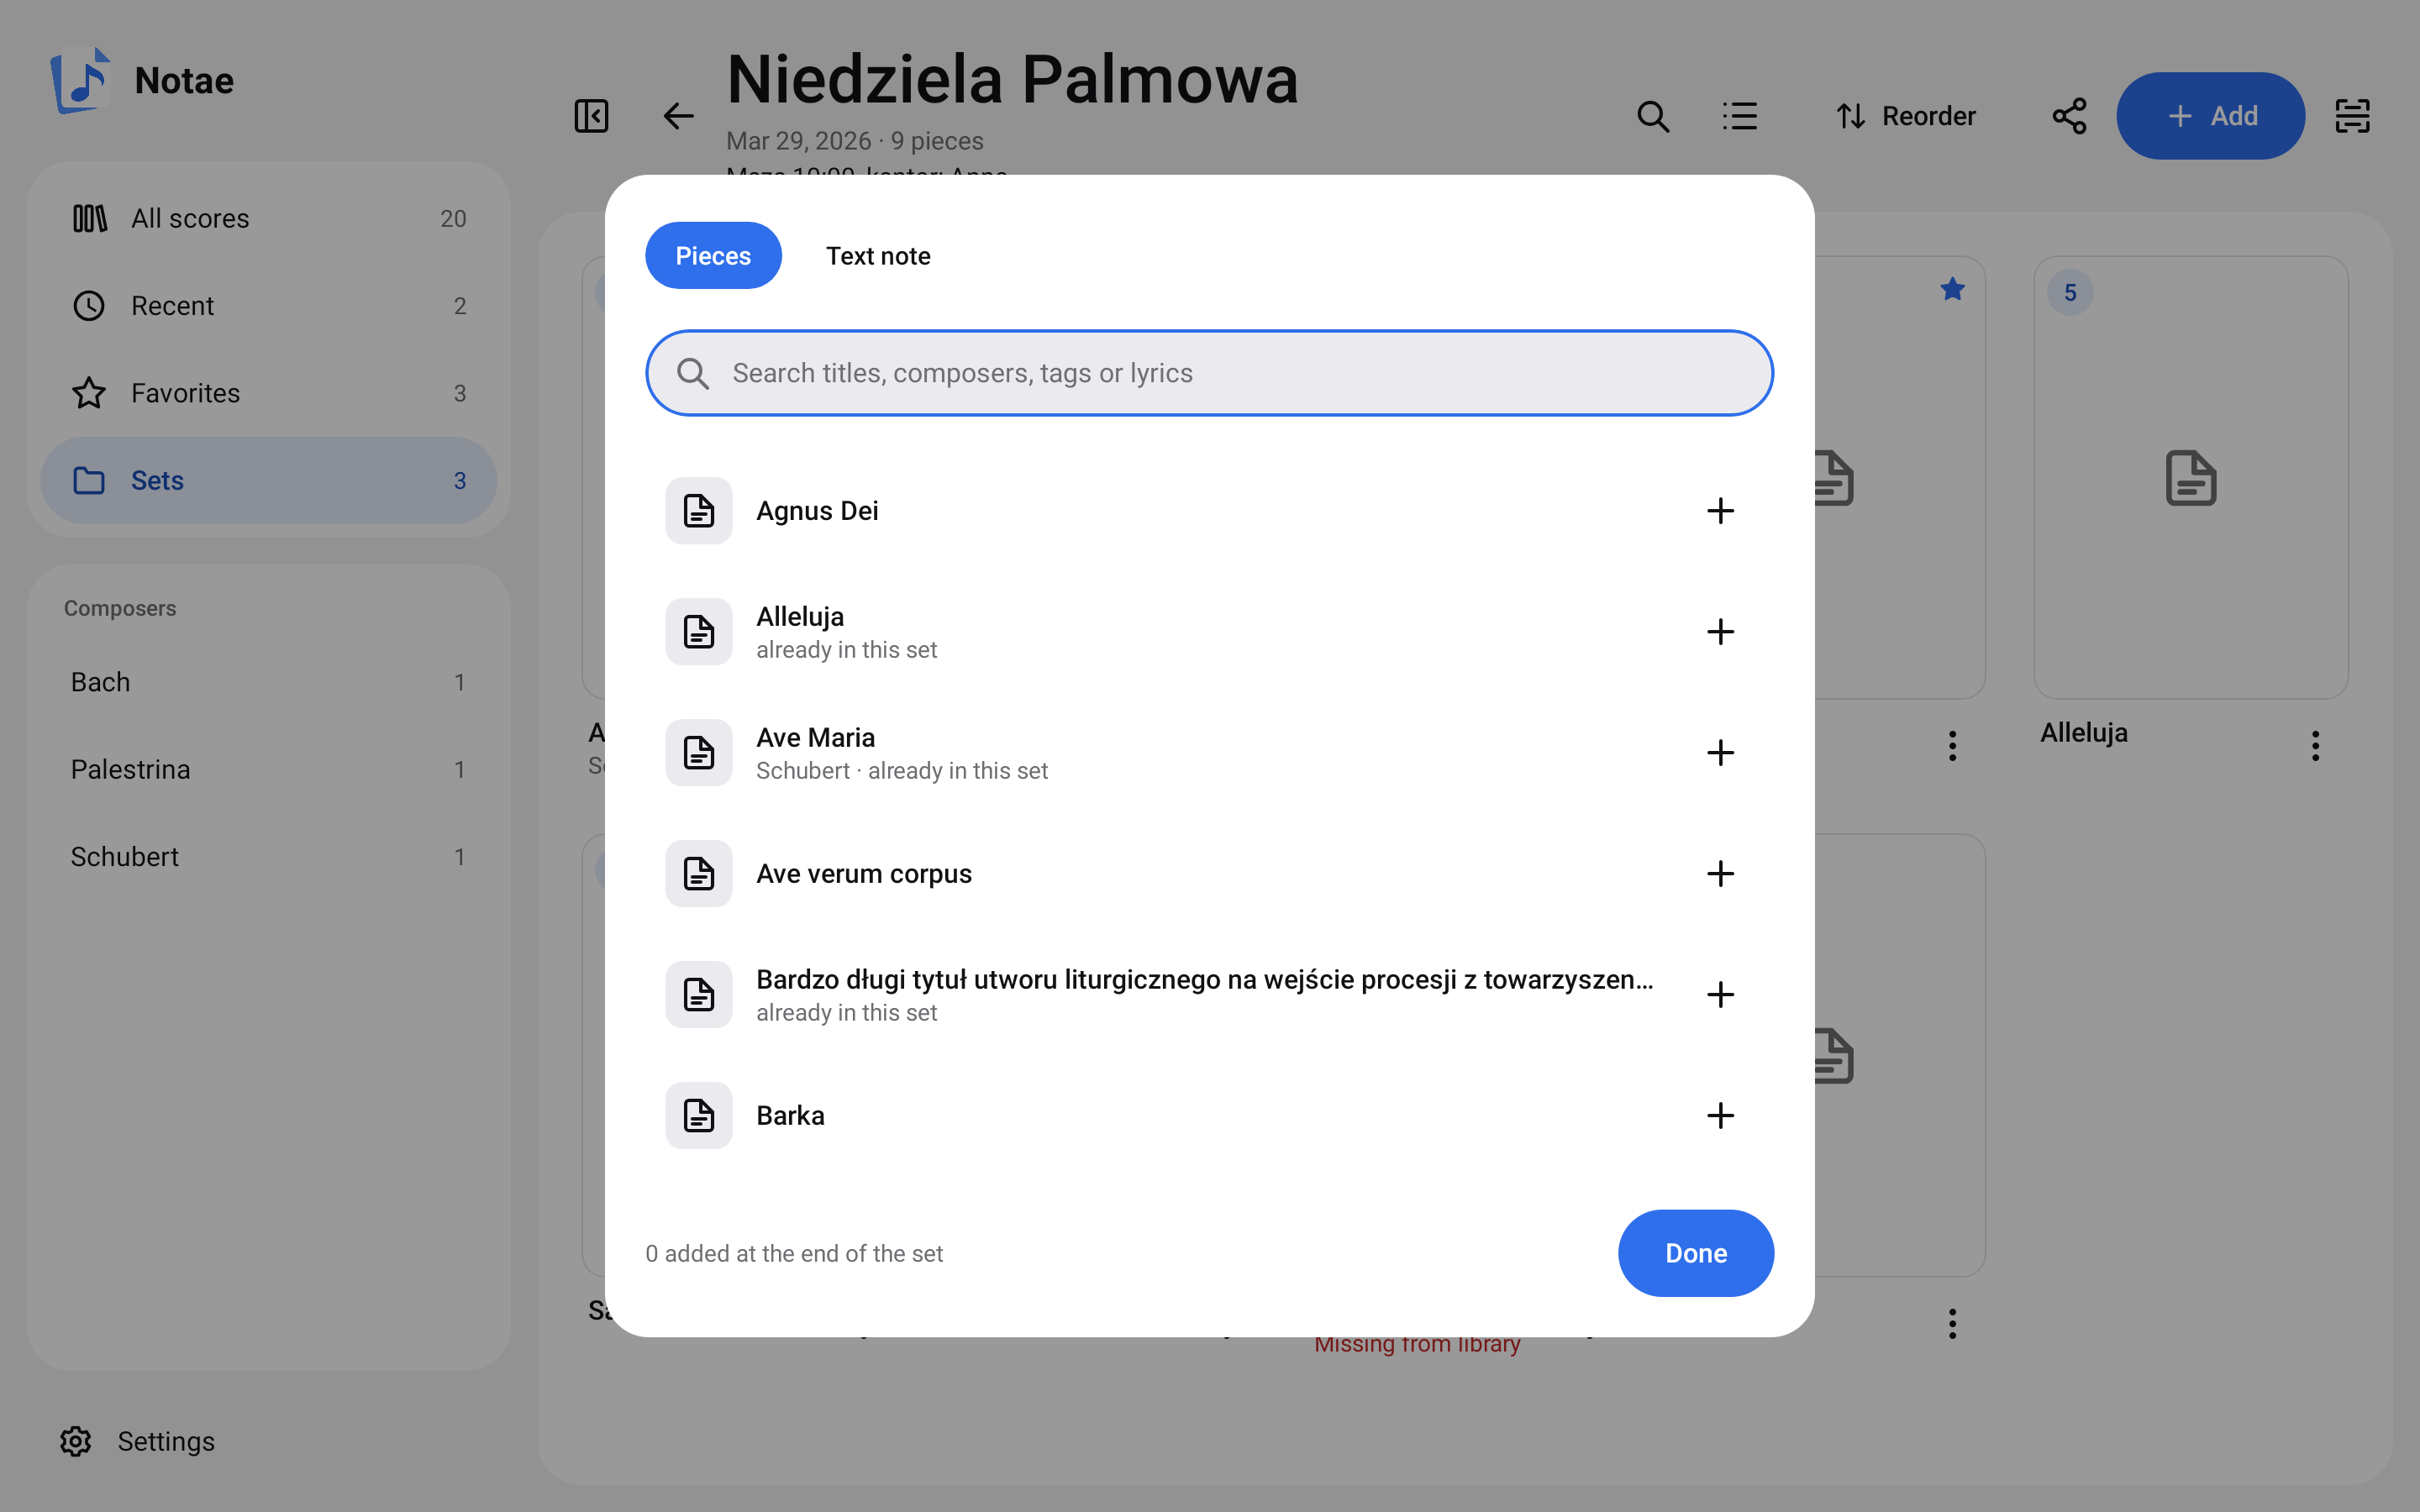 Notae
All scores 20
Recent 2
Favorites 3
Sets 3
Composers
Bach 1
Palestrina 1
Schubert 1
Settings
Niedziela Palmowa
Mar 29, 2026 · 9 pieces
Reorder
Add
Pieces
Text note
Search titles, composers, tags or lyrics
Agnus Dei
Alleluja
already in this set
Ave Maria
Schubert · already in this set
Ave verum corpus
Bardzo długi tytuł utworu liturgicznego na wejście procesji z towarzyszen…
already in this set
Barka
0 added at the end of the set
Done
5
Alleluja
Missing from library